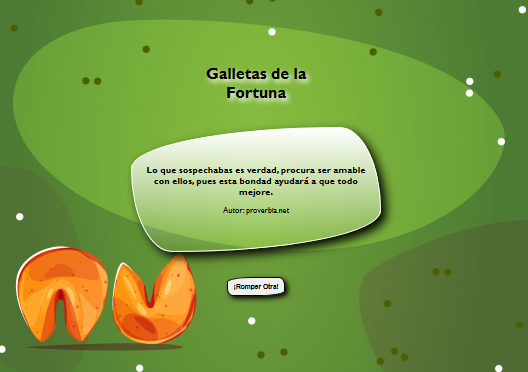 Galletas de la
Fortuna
Lo que sospechabas es verdad, procura ser amable
con ellos, pues esta bondad ayudará a que todo
mejore.
Autor: proverbia.net
¡Romper Otra!